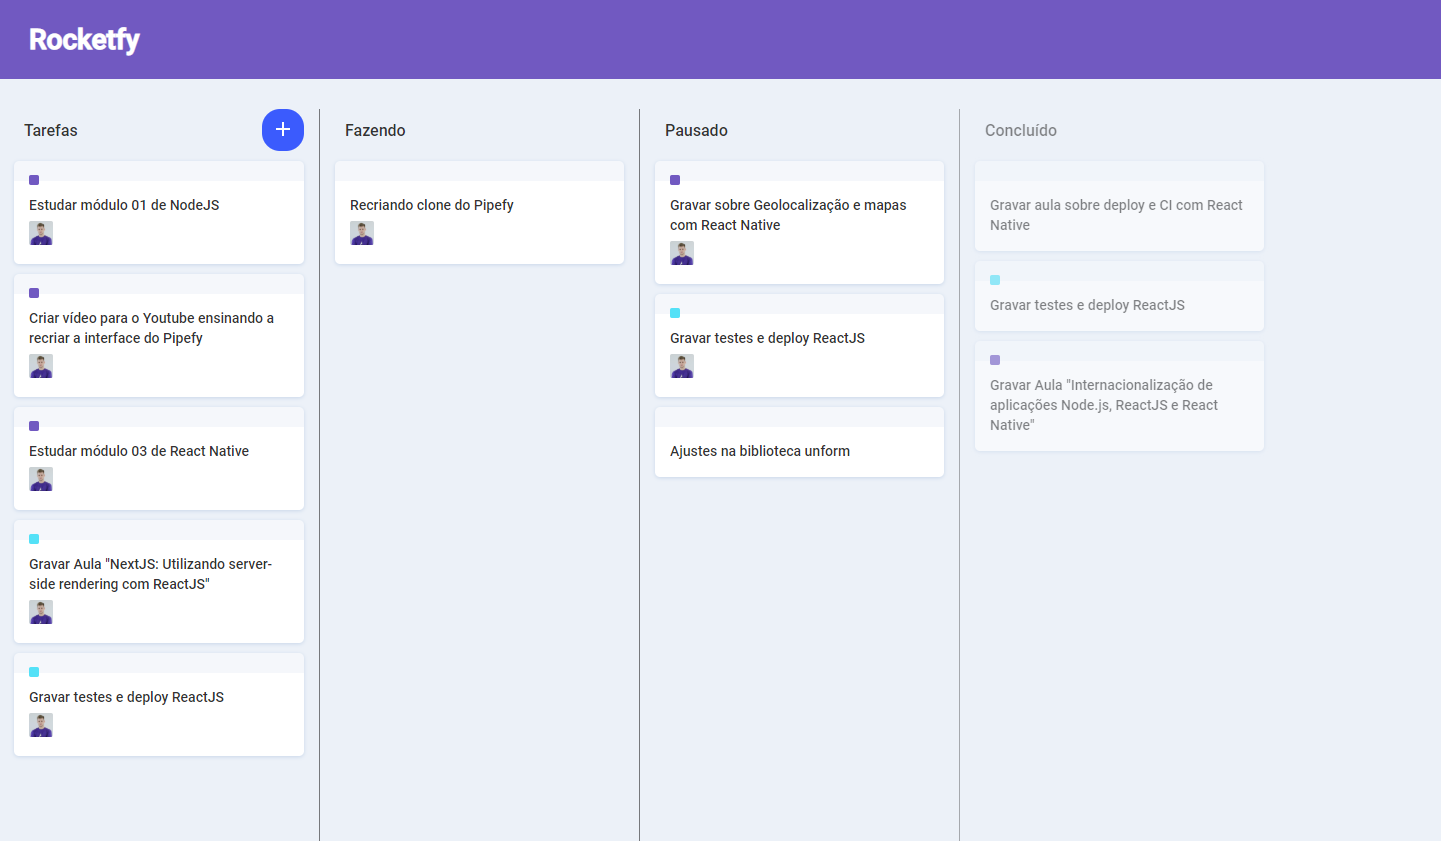 Rocketfy
Tarefas
Estudar módulo 01 de NodeJS
Criar vídeo para o Youtube ensinando a
recriar a interface do Pipefy
Estudar módulo 03 de React Native
Gravar Aula "NextJS: Utilizando server-
side rendering com ReactJS"
Gravar testes e deploy ReactJS
Fazendo
Recriando clone do Pipefy
Pausado
Gravar sobre Geolocalização e mapas
com React Native
Gravar testes e deploy ReactJS
Ajustes na biblioteca unform
Concluído
Gravar aula sobre deploy e CI com React
Native
Gravar testes e deploy ReactJS
Gravar Aula "Internacionalização de
aplicações Node.js, ReactJS e React
Native"